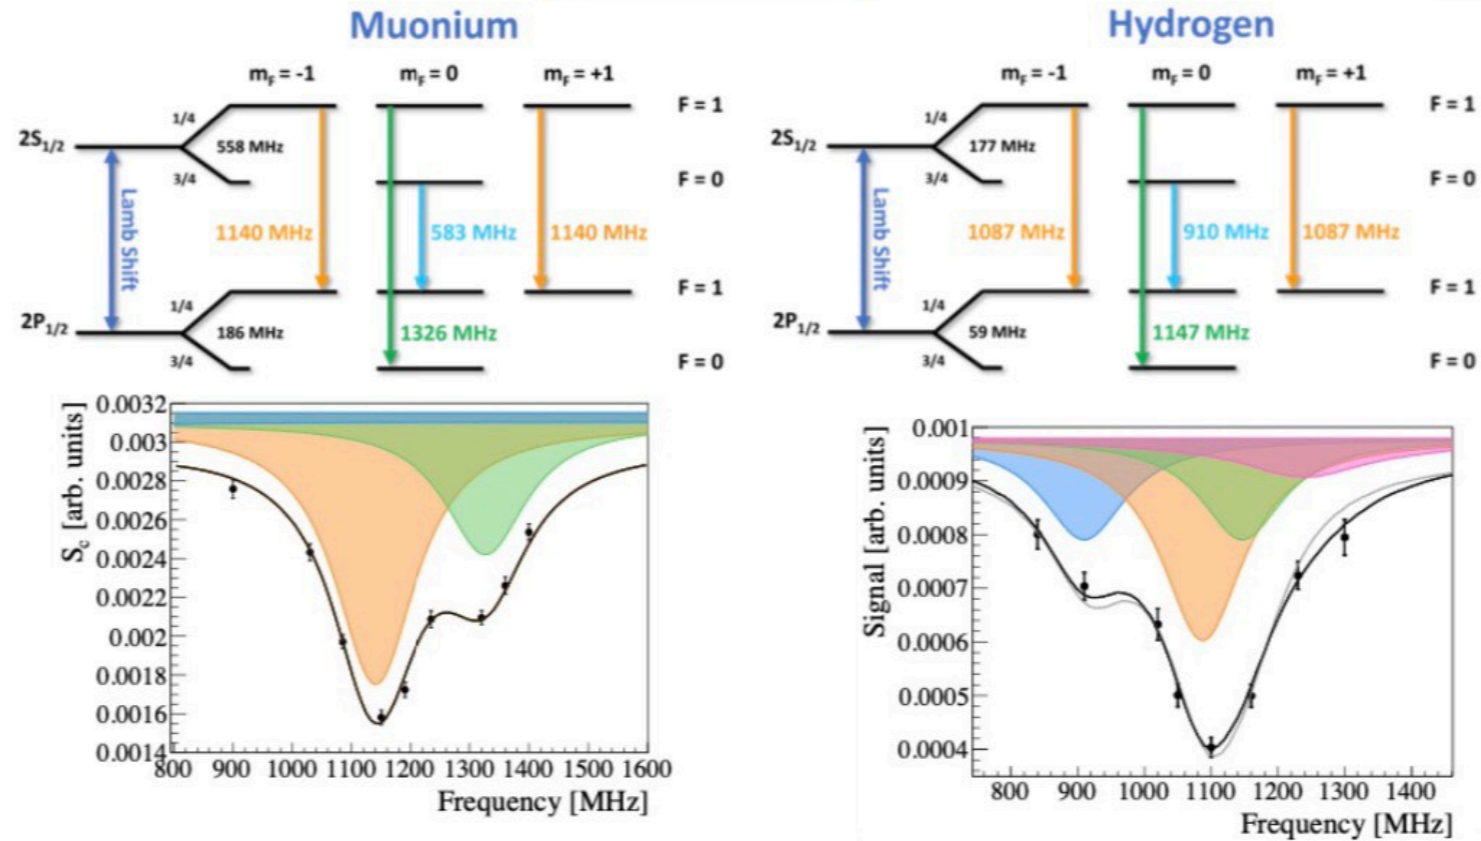 Muonium
m_F = -1 m_F = 0 m_F = +1
2S_1/2
1/4
558 MHz
3/4
F = 1
F = 0
Lamb Shift
1140 MHz
583 MHz
1140 MHz
2P_1/2
1/4
186 MHz
3/4
1326 MHz
F = 1
F = 0
Hydrogen
m_F = -1 m_F = 0 m_F = +1
2S_1/2
1/4
177 MHz
3/4
F = 1
F = 0
Lamb Shift
1087 MHz
910 MHz
1087 MHz
2P_1/2
1/4
59 MHz
3/4
1147 MHz
F = 1
F = 0
S_c [arb. units]
0.0032
0.003
0.0028
0.0026
0.0024
0.0022
0.002
0.0018
0.0016
0.0014
800 900 1000 1100 1200 1300 1400 1500 1600
Frequency [MHz]
Signal [arb. units]
0.001
0.0009
0.0008
0.0007
0.0006
0.0005
0.0004
800 900 1000 1100 1200 1300 1400
Frequency [MHz]